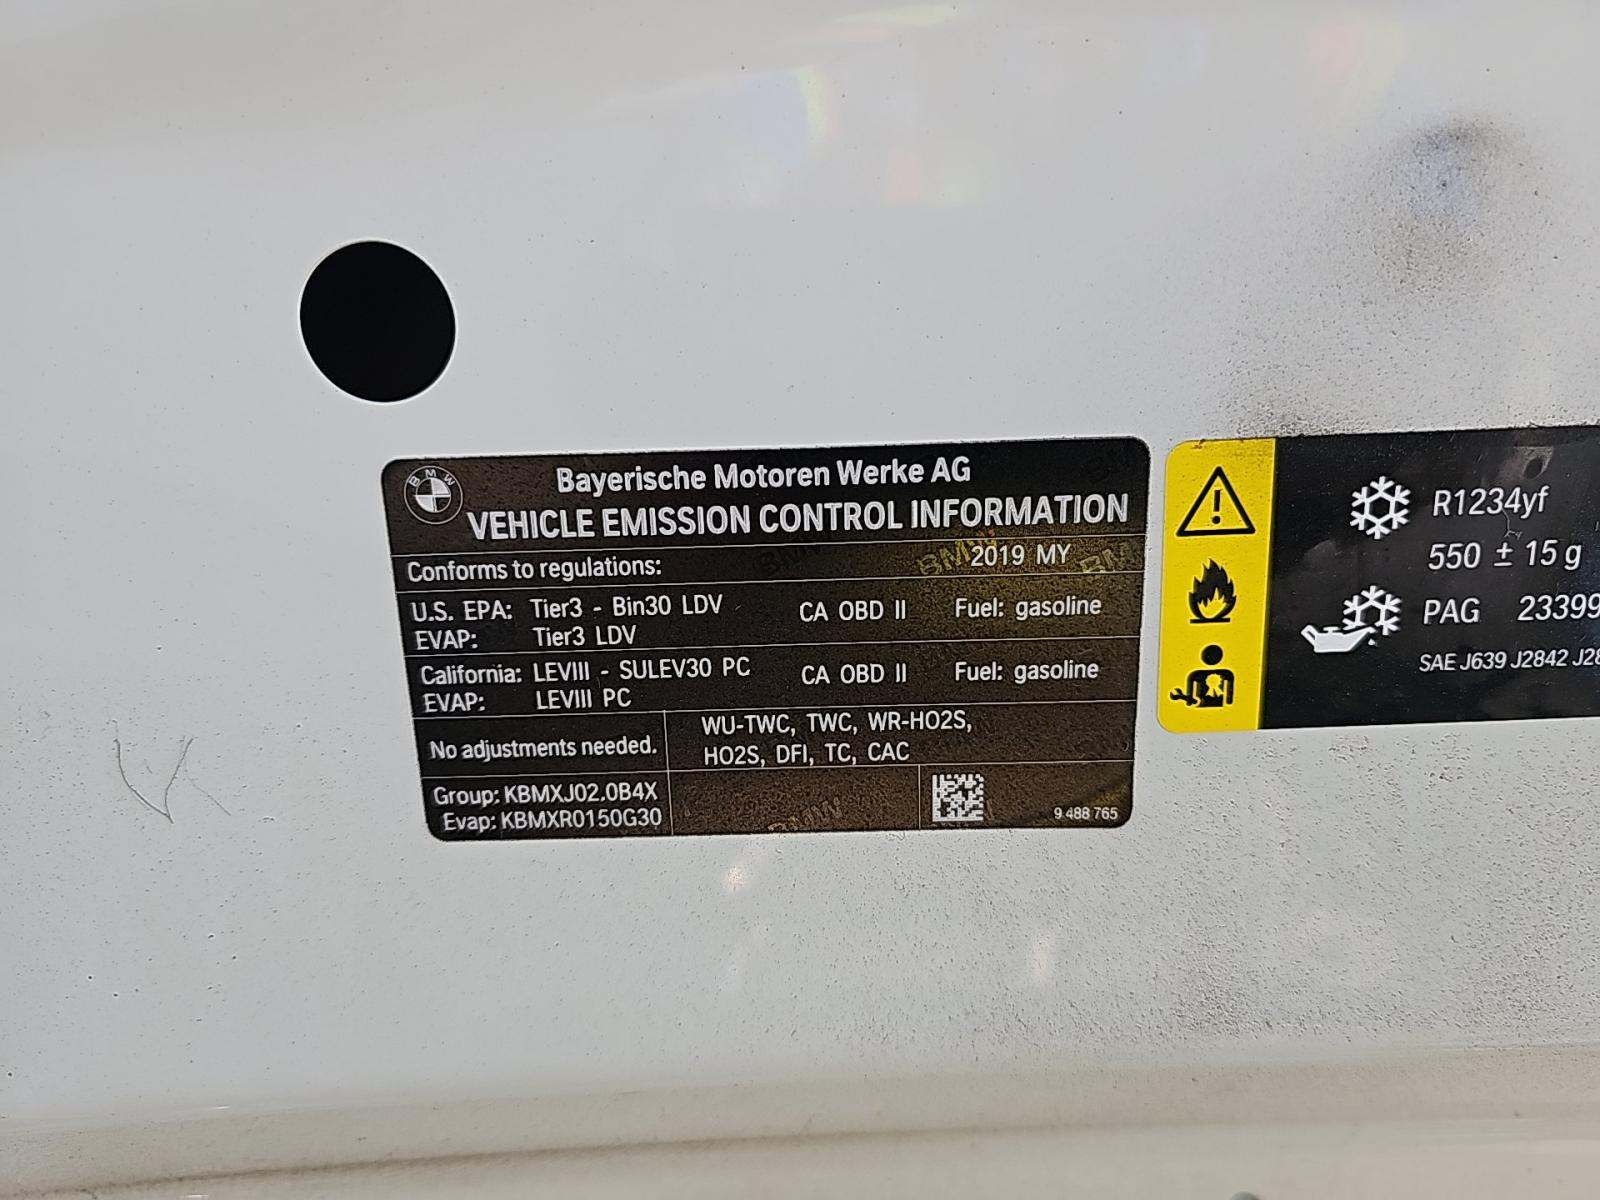 BMW
Bayerische Motoren Werke AG
VEHICLE EMISSION CONTROL INFORMATION
Conforms to regulations: 2019 MY
U.S. EPA: Tier3 - Bin30 LDV CA OBD II Fuel: gasoline
EVAP: Tier3 LDV
California: LEVIII - SULEV30 PC CA OBD II Fuel: gasoline
EVAP: LEVIII PC
No adjustments needed.
WU-TWC, TWC, WR-HO2S,
HO2S, DFI, TC, CAC
Group: KBMXJ02.0B4X
Evap: KBMXR0150G30
9 488 765
R1234yf
550 ± 15 g
PAG 23399
SAE J639 J2842